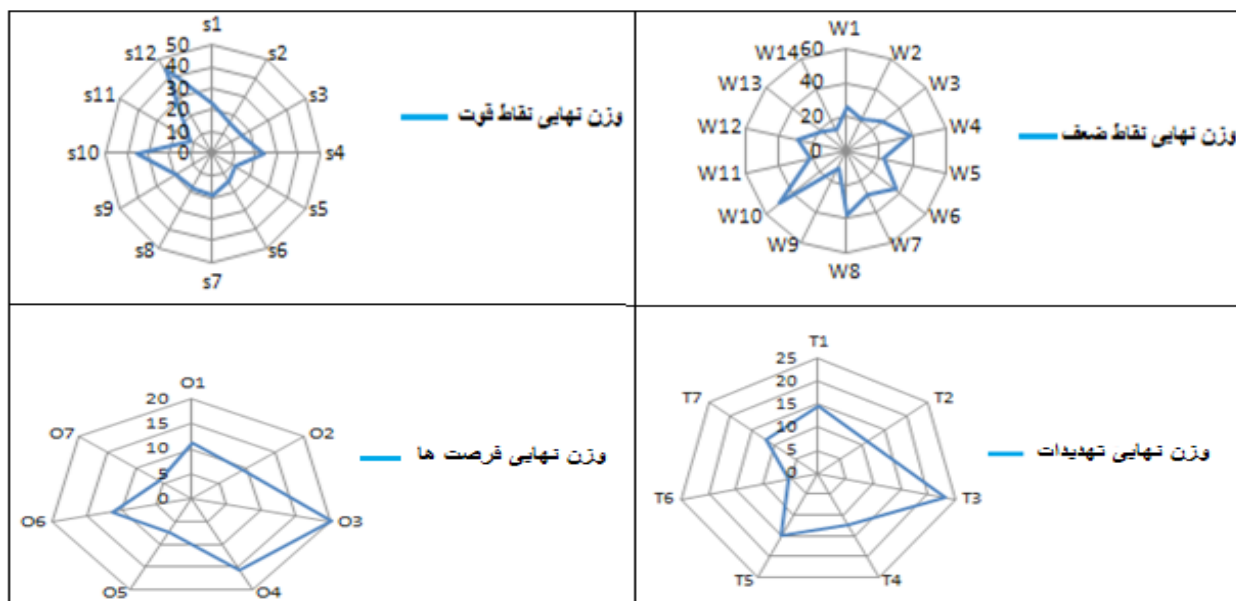 s1
s2
s3
s4
s5
s6
s7
s8
s9
s10
s11
s12
50
40
30
20
10
0
وزن نهایی نقاط قوت
W1
W2
W3
W4
W5
W6
W7
W8
W9
W10
W11
W12
W13
W14
60
40
20
0
وزن نهایی نقاط ضعف
O1
O2
O3
O4
O5
O6
O7
20
15
10
5
0
وزن نهایی فرصت ها
T1
T2
T3
T4
T5
T6
T7
25
20
15
10
5
0
وزن نهایی تهدیدات